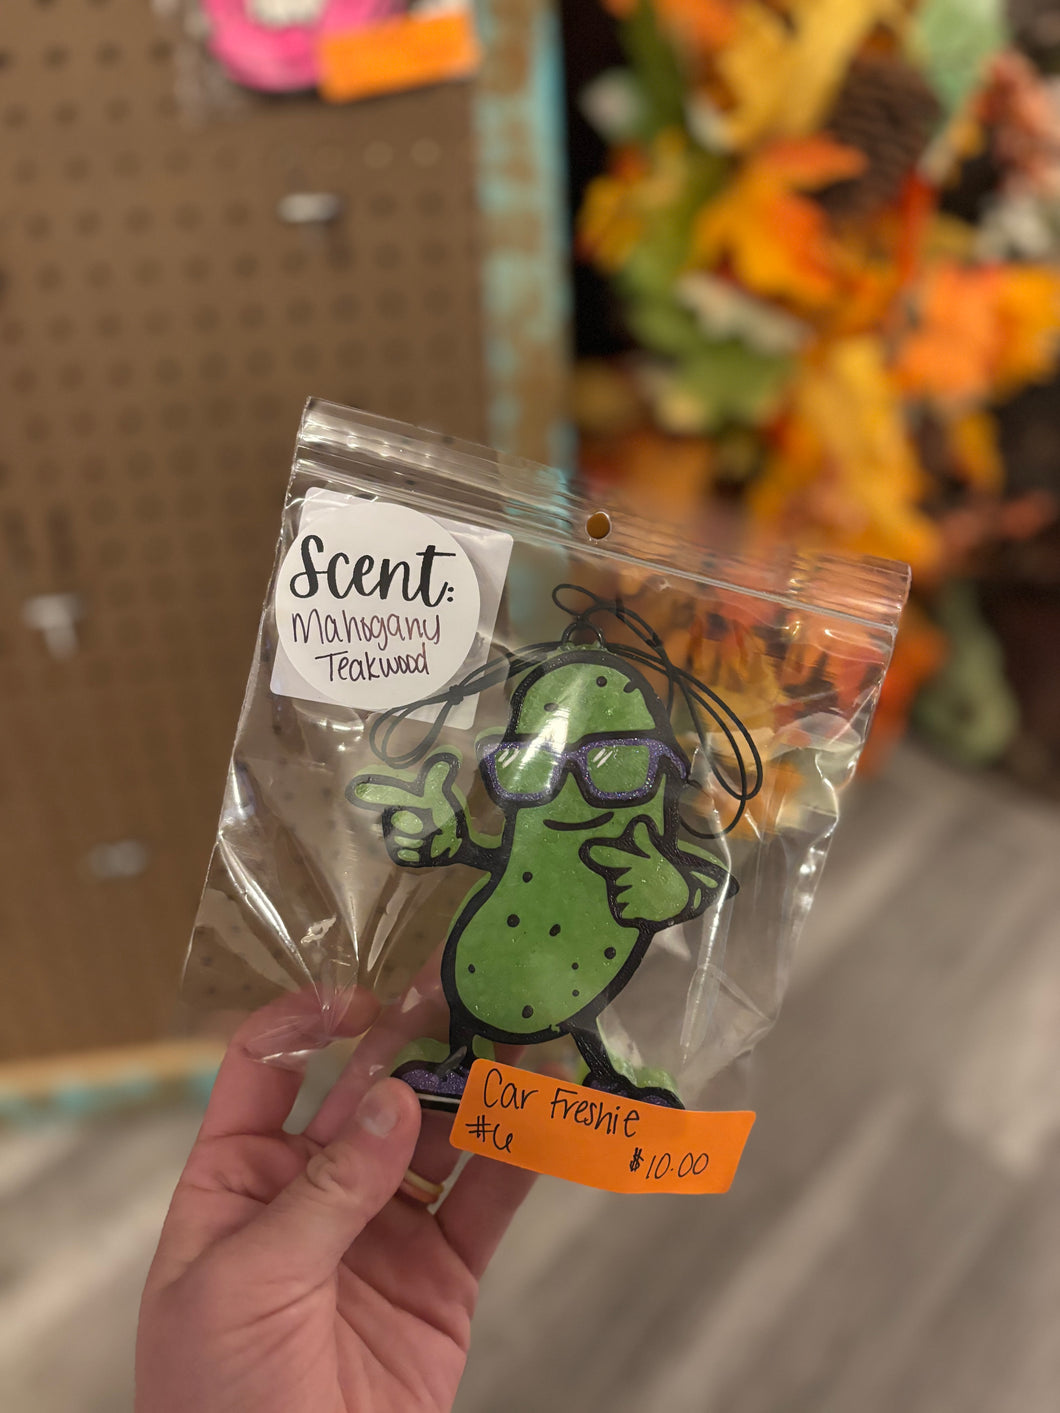 Scent:
Mahogany
Teakwood
Car Freshie
#6
$10.00